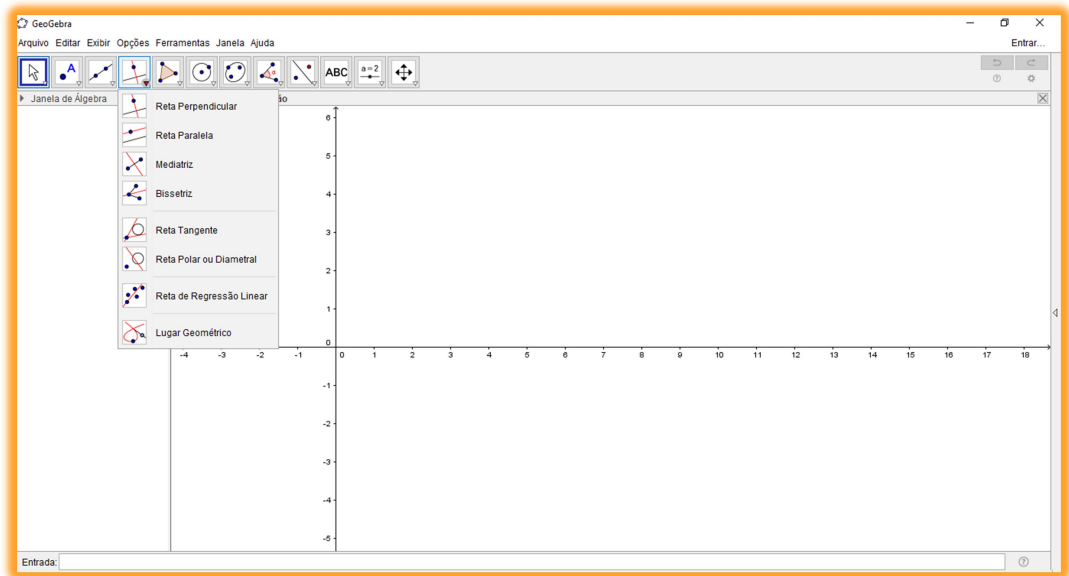 GeoGebra
Arquivo Editar Exibir Opções Ferramentas Janela Ajuda Entrar...
A α ABC a=2
Janela de Álgebra ão
Reta Perpendicular
Reta Paralela
Mediatriz
Bissetriz
Reta Tangente
Reta Polar ou Diametral
Reta de Regressão Linear
Lugar Geométrico
6
5
4
3
2
1
0
-4 -3 -2 -1 0 1 2 3 4 5 6 7 8 9 10 11 12 13 14 15 16 17 18
-1
-2
-3
-4
-5
Entrada: